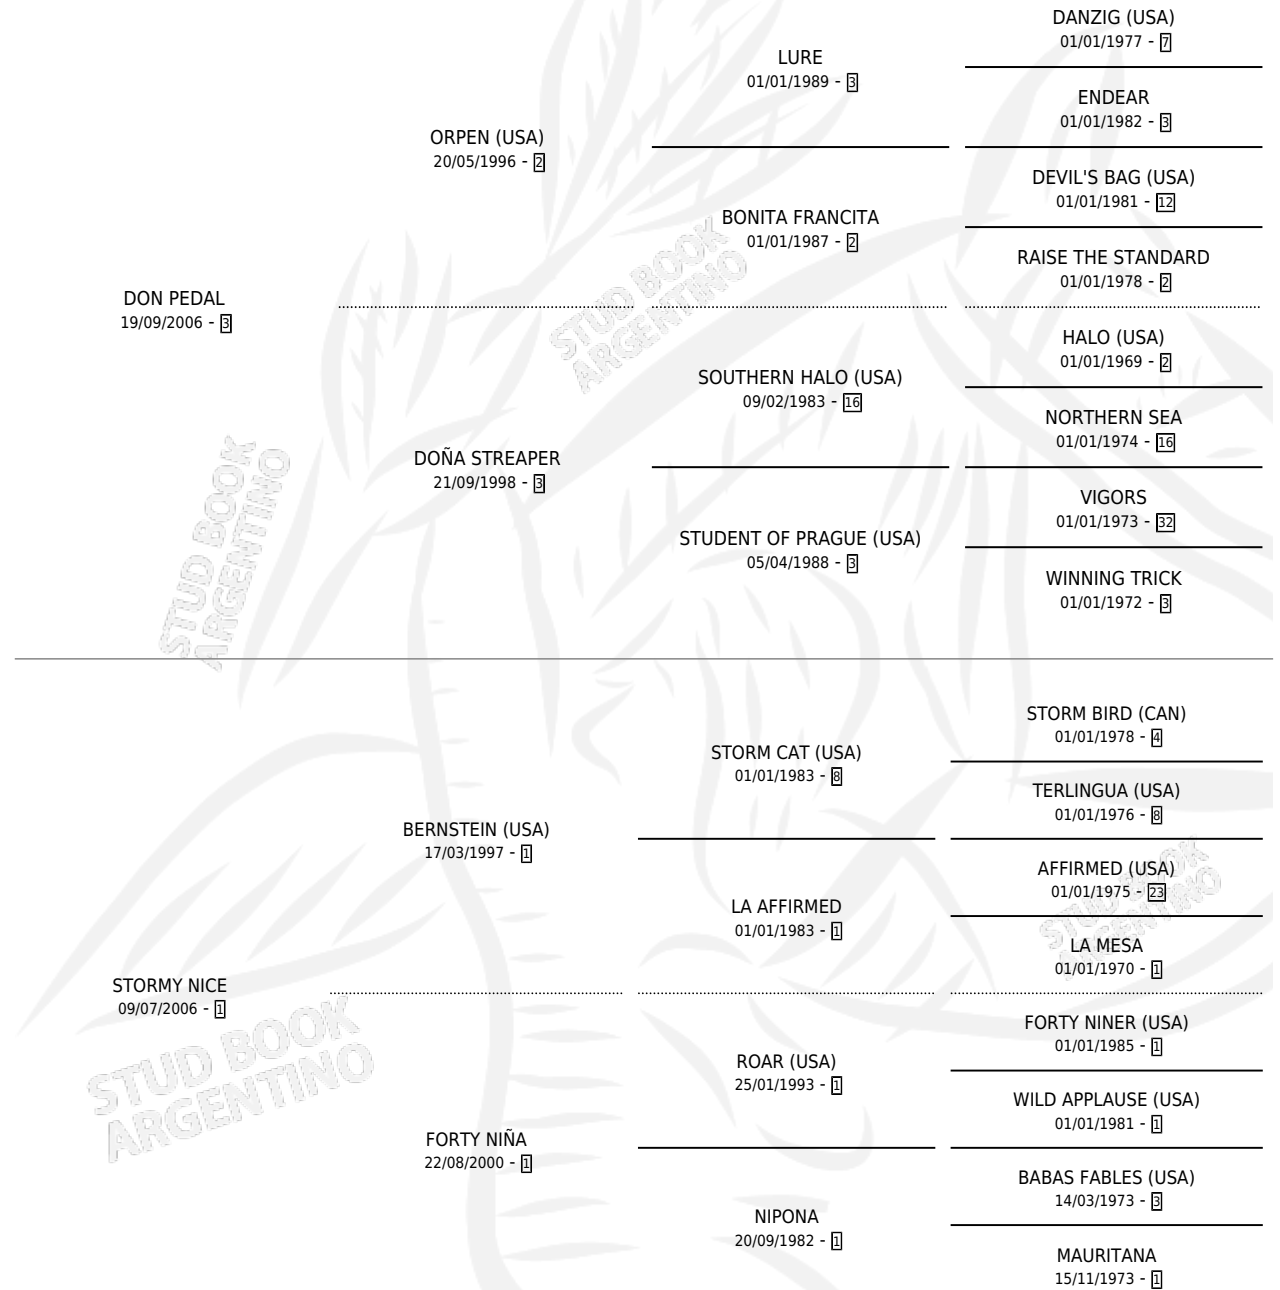 DANZIG (USA)
01/01/1977 - 7
LURE
01/01/1989 - 3
ENDEAR
01/01/1982 - 3
ORPEN (USA)
20/05/1996 - 2
DEVIL'S BAG (USA)
01/01/1981 - 12
BONITA FRANCITA
01/01/1987 - 2
RAISE THE STANDARD
01/01/1978 - 2
DON PEDAL
19/09/2006 - 3
STUD BOOK
ARGENTINO
HALO (USA)
01/01/1969 - 2
SOUTHERN HALO (USA)
09/02/1983 - 16
NORTHERN SEA
01/01/1974 - 16
DOÑA STREAPER
21/09/1998 - 3
STUD BOOK
ARGENTINO
VIGORS
01/01/1973 - 32
STUDENT OF PRAGUE (USA)
05/04/1988 - 3
WINNING TRICK
01/01/1972 - 3
STORM BIRD (CAN)
01/01/1978 - 4
STORM CAT (USA)
01/01/1983 - 8
TERLINGUA (USA)
01/01/1976 - 8
BERNSTEIN (USA)
17/03/1997 - 1
AFFIRMED (USA)
01/01/1975 - 23
STUD BOOK
ARGENTINO
LA AFFIRMED
01/01/1983 - 1
LA MESA
01/01/1970 - 1
STORMY NICE
09/07/2006 - 1
STUD BOOK
ARGENTINO
FORTY NINER (USA)
01/01/1985 - 1
ROAR (USA)
25/01/1993 - 1
WILD APPLAUSE (USA)
01/01/1981 - 1
FORTY NIÑA
22/08/2000 - 1
BABAS FABLES (USA)
14/03/1973 - 3
NIPONA
20/09/1982 - 1
MAURITANA
15/11/1973 - 1